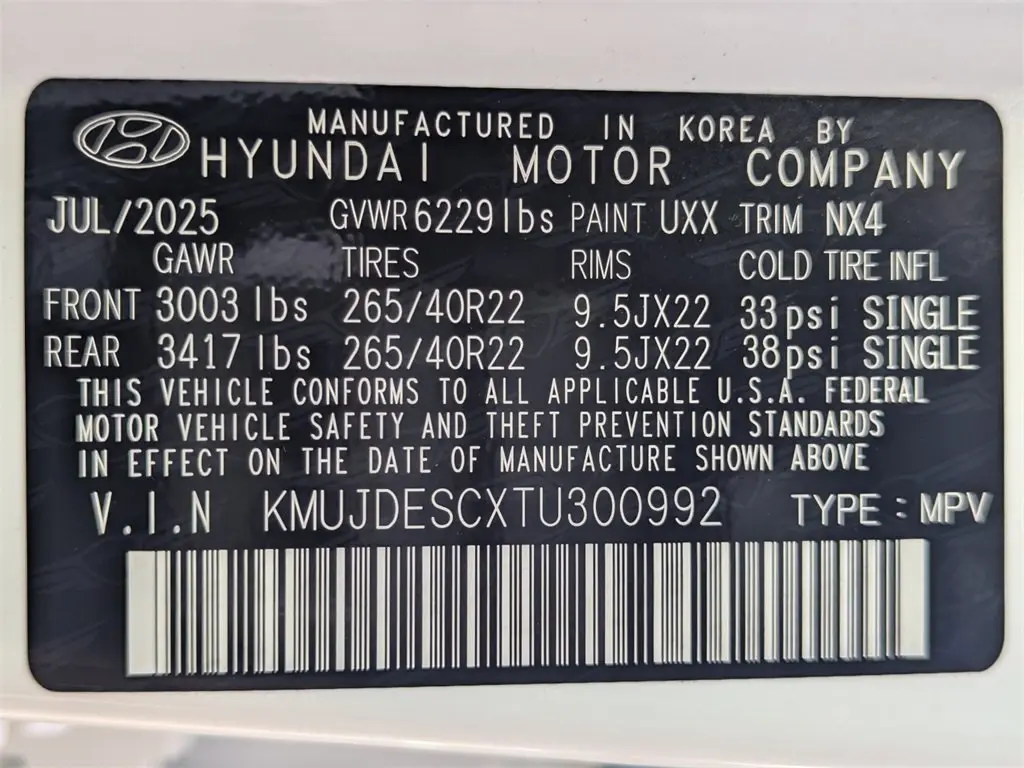 MANUFACTURED IN KOREA BY
HYUNDAI MOTOR COMPANY
JUL/2025 GVWR 6229 lbs PAINT UXX TRIM NX4
GAWR TIRES RIMS COLD TIRE INFL
FRONT 3003 lbs 265/40R22 9.5JX22 33psi SINGLE
REAR 3417 lbs 265/40R22 9.5JX22 38psi SINGLE
THIS VEHICLE CONFORMS TO ALL APPLICABLE U.S.A. FEDERAL
MOTOR VEHICLE SAFETY AND THEFT PREVENTION STANDARDS
IN EFFECT ON THE DATE OF MANUFACTURE SHOWN ABOVE
V.I.N KMUJDESCXTU300992 TYPE : MPV